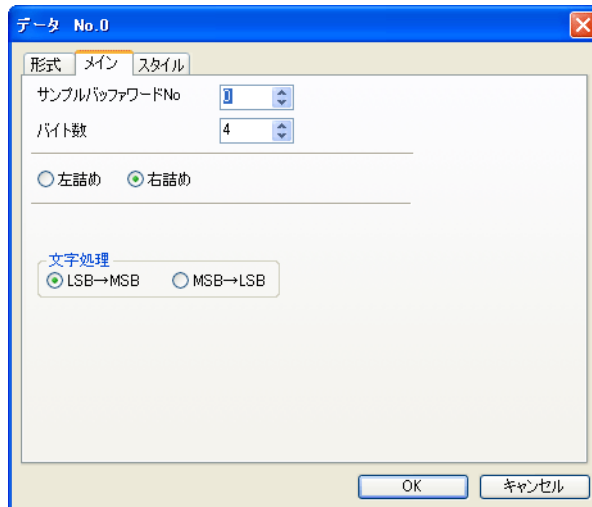 データ No.0
形式 メイン スタイル
サンプルバッファワードNo 0
バイト数 4
左詰め 右詰め
文字処理
LSB→MSB MSB→LSB
OK キャンセル